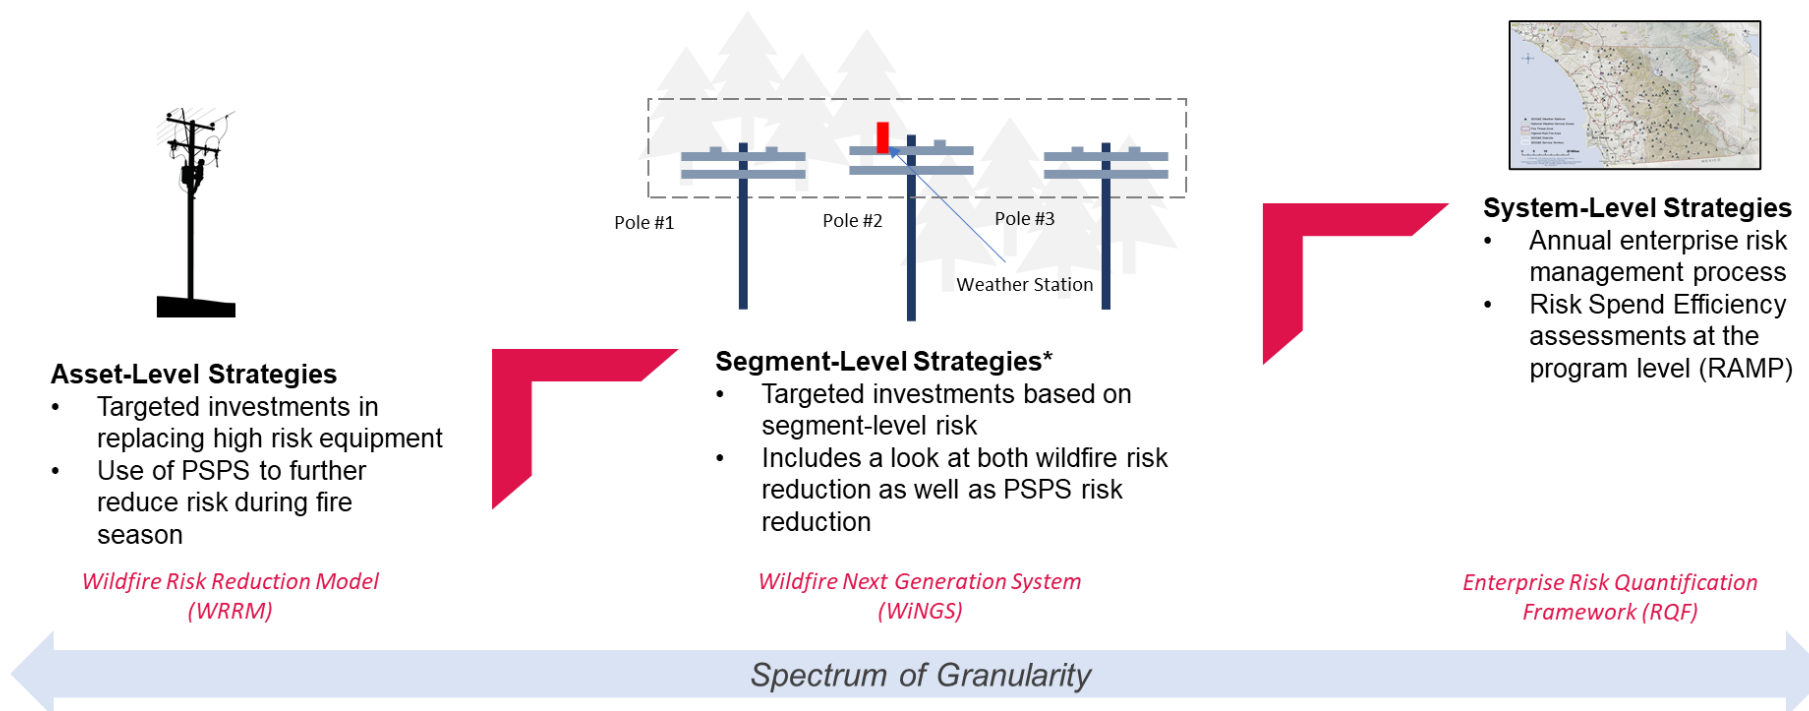 Pole #1
Pole #2
Pole #3
Weather Station
Asset-Level Strategies
• Targeted investments in
replacing high risk equipment
• Use of PSPS to further
reduce risk during fire
season
Wildfire Risk Reduction Model
(WRRM)
Segment-Level Strategies*
• Targeted investments based on
segment-level risk
• Includes a look at both wildfire risk
reduction as well as PSPS risk
reduction
Wildfire Next Generation System
(WiNGS)
System-Level Strategies
• Annual enterprise risk
management process
• Risk Spend Efficiency
assessments at the
program level (RAMP)
Enterprise Risk Quantification
Framework (RQF)
Spectrum of Granularity